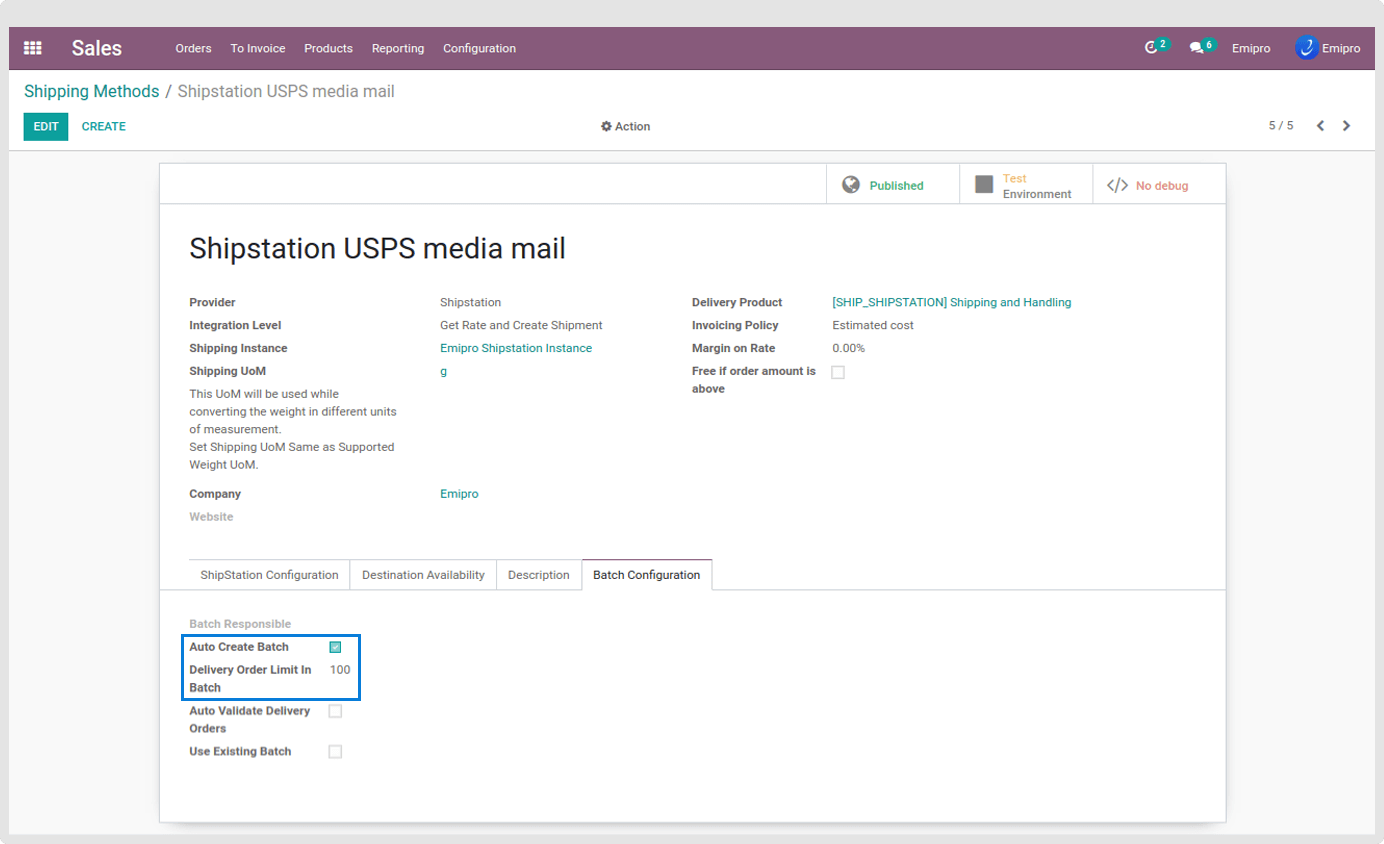 Sales Orders To Invoice Products Reporting Configuration 2 6 Emipro Emipro
Shipping Methods / Shipstation USPS media mail
EDIT CREATE Action 5 / 5
Published
Test
Environment
No debug
Shipstation USPS media mail
Provider Shipstation
Integration Level Get Rate and Create Shipment
Shipping Instance Emipro Shipstation Instance
Shipping UoM g
This UoM will be used while
converting the weight in different units
of measurement.
Set Shipping UoM Same as Supported
Weight UoM.
Company Emipro
Website
Delivery Product [SHIP_SHIPSTATION] Shipping and Handling
Invoicing Policy Estimated cost
Margin on Rate 0.00%
Free if order amount is
above
ShipStation Configuration Destination Availability Description Batch Configuration
Batch Responsible
Auto Create Batch
Delivery Order Limit In 100
Batch
Auto Validate Delivery
Orders
Use Existing Batch